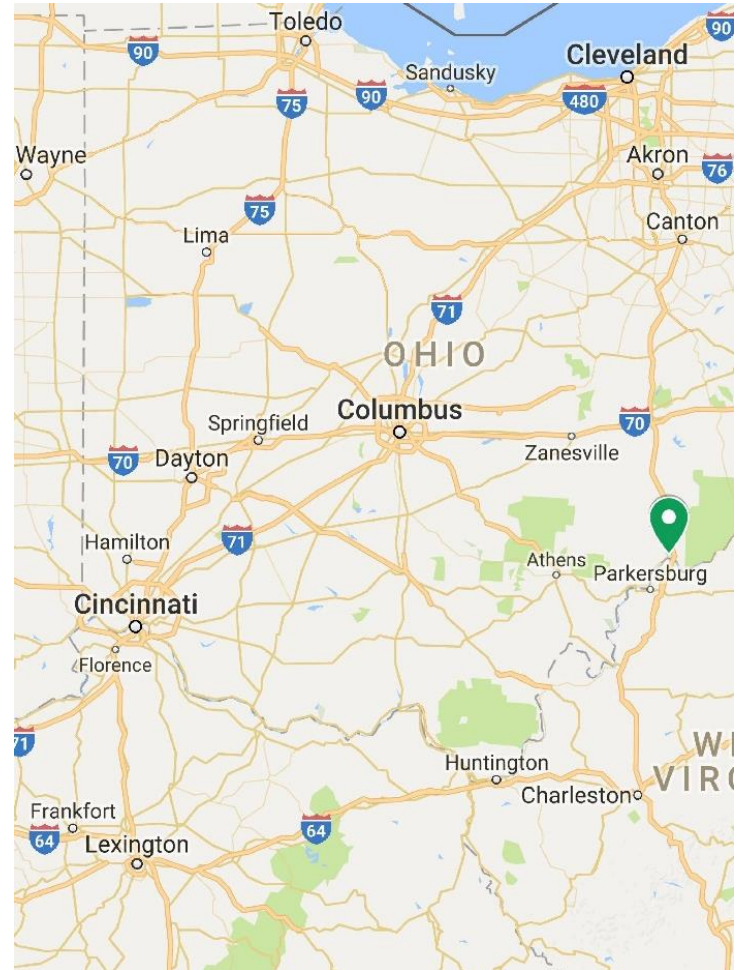 Toledo
90
90
Cleveland
Sandusky
75
90
480
Wayne
Akron
76
75
Canton
Lima
71
OHIO
Columbus
Springfield
70
Zanesville
70
Dayton
71
Hamilton
Athens
Parkersburg
Cincinnati
Florence
71
WE
VIRG
Huntington
Charleston
Frankfort
64
64
Lexington